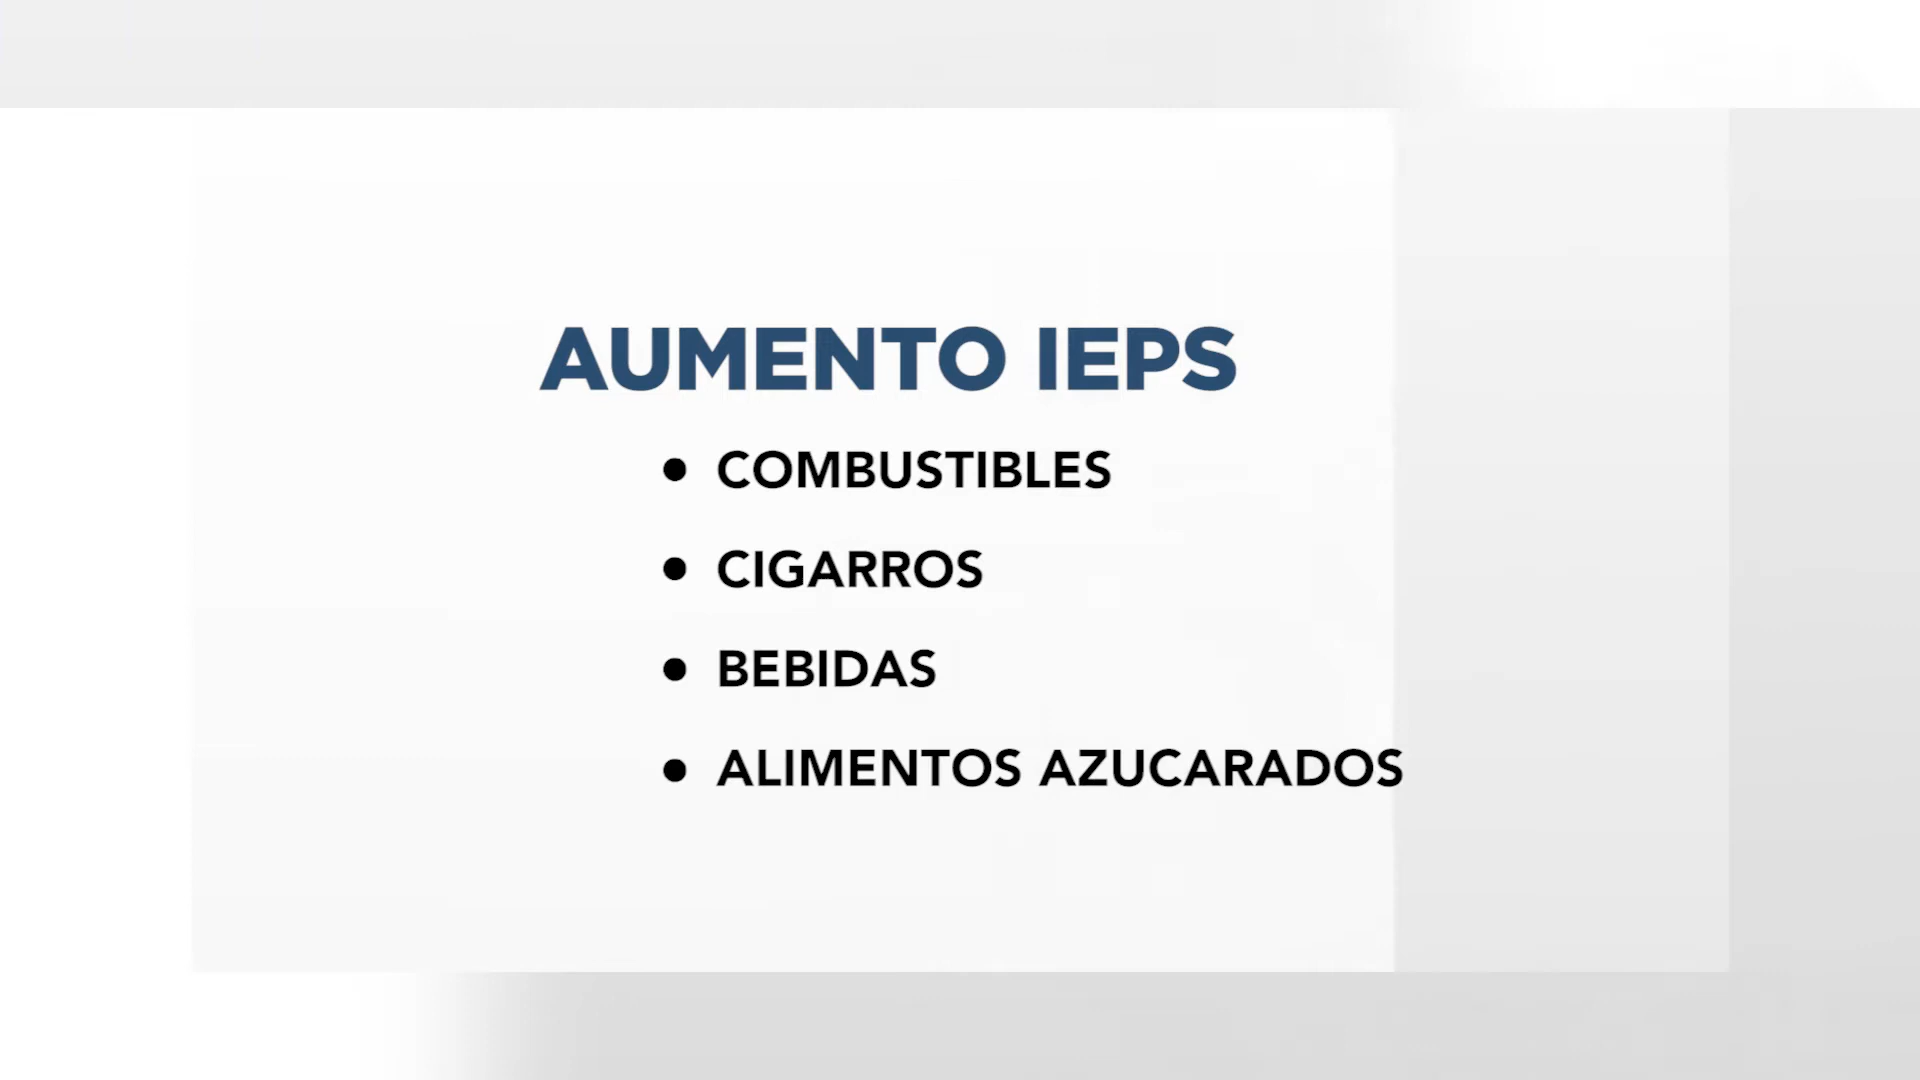 AUMENTO IEPS
• COMBUSTIBLES
• CIGARROS
• BEBIDAS
• ALIMENTOS AZUCARADOS